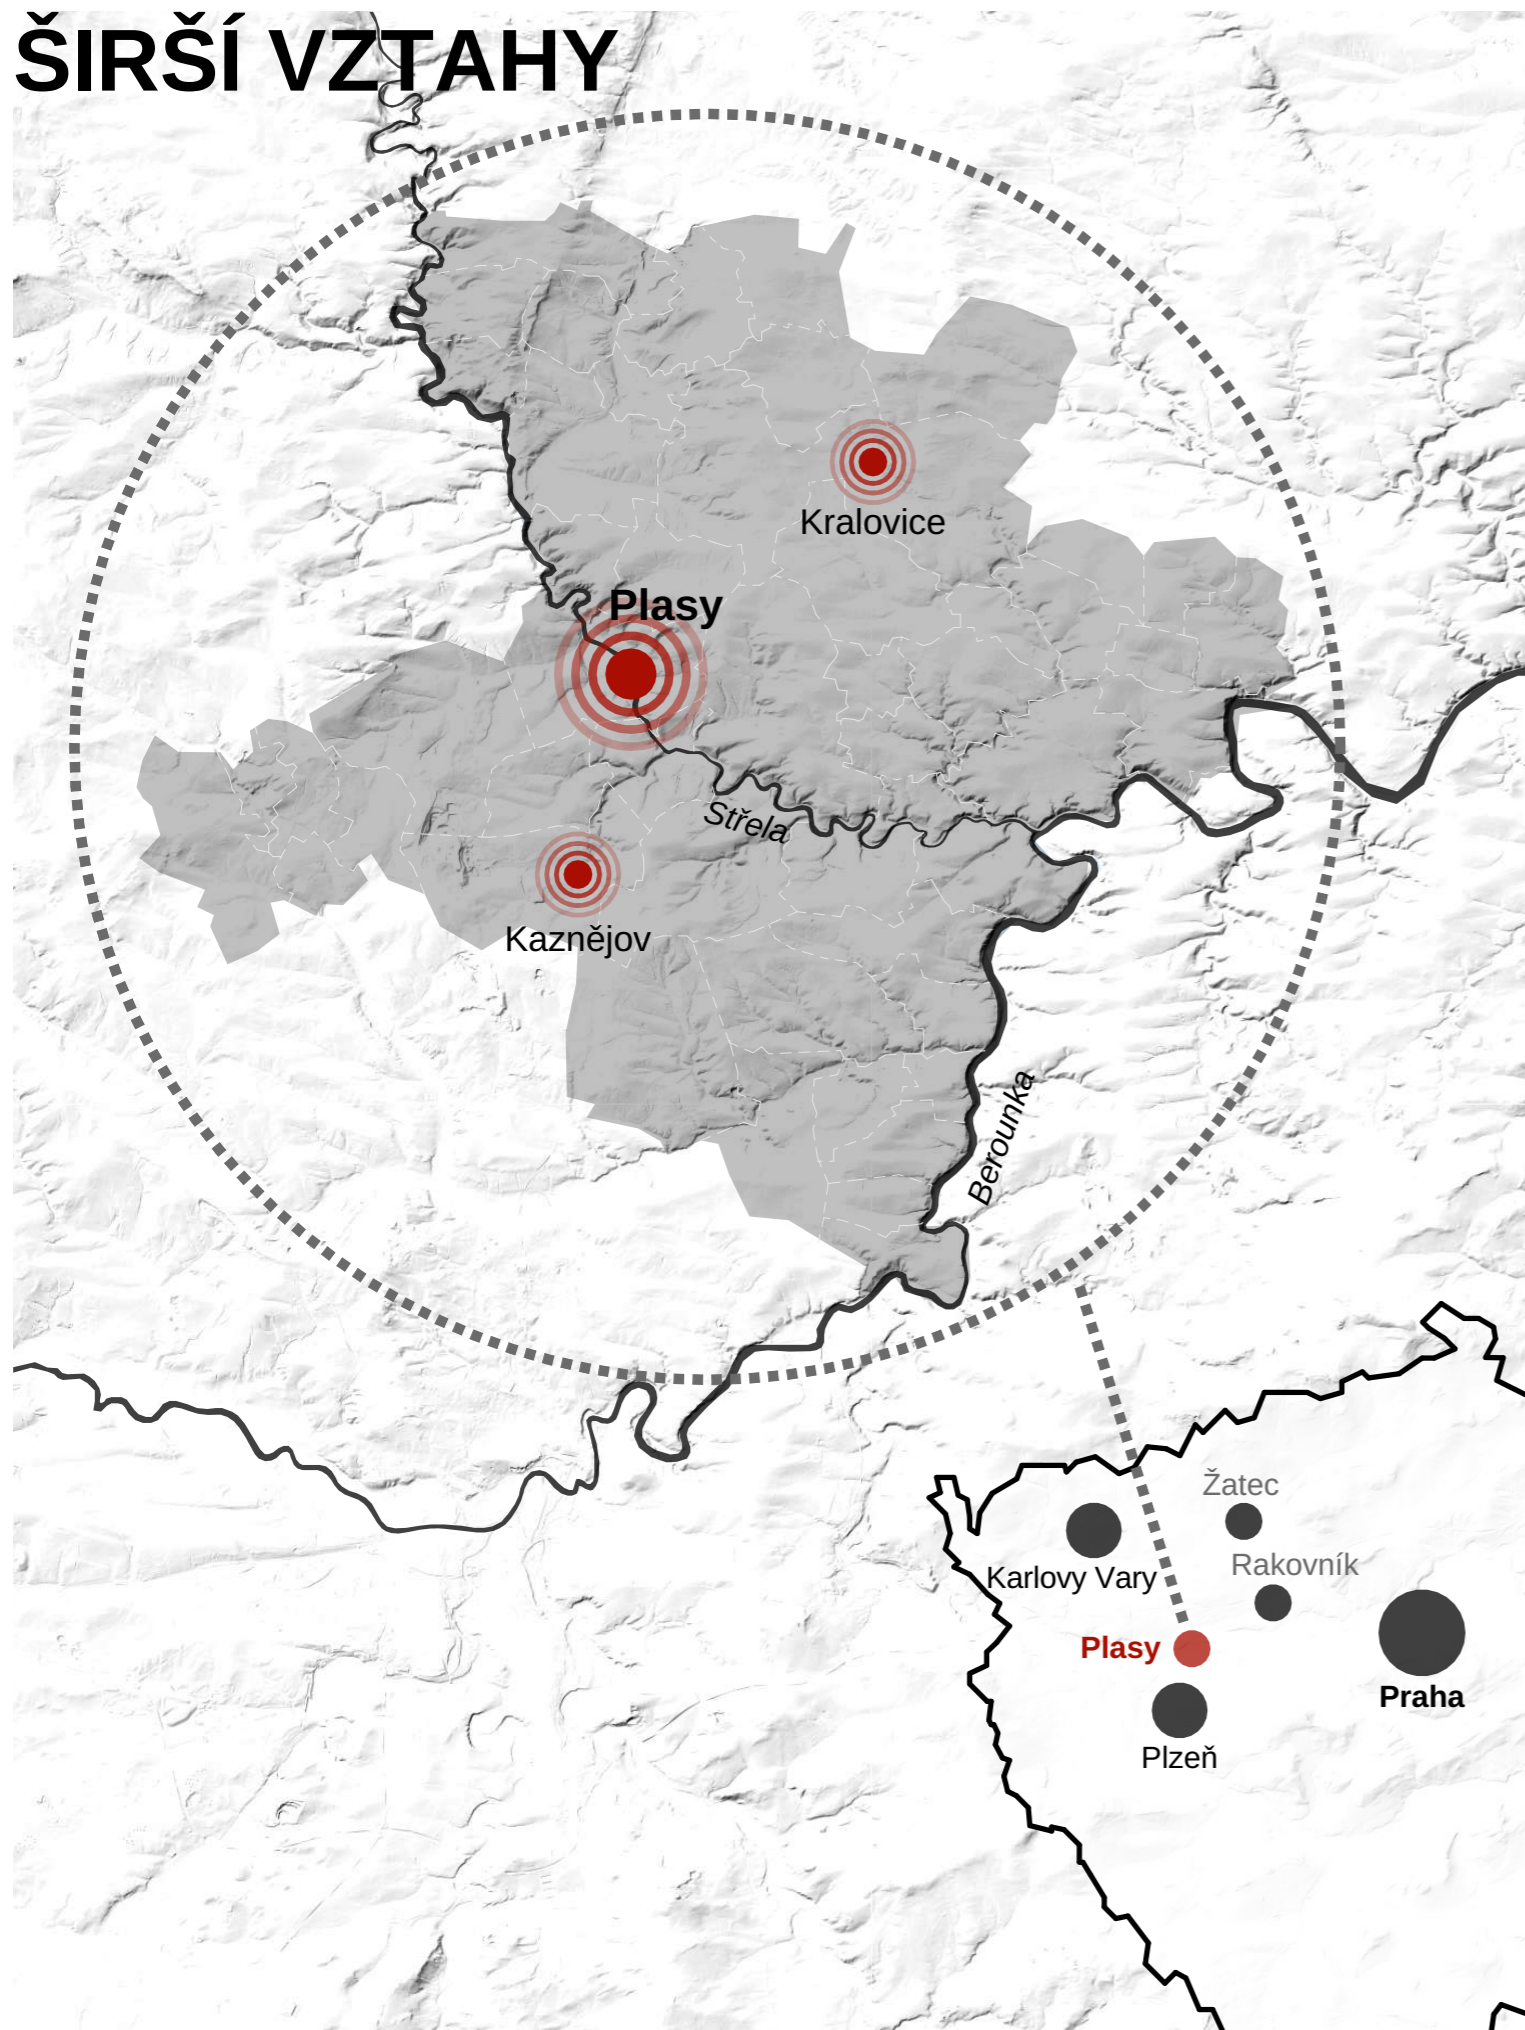 ŠIRŠÍ VZTAHY
Kralovice
Plasy
Střela
Kaznějov
Berounka
Žatec
Rakovník
Karlovy Vary
Plasy
Praha
Plzeň